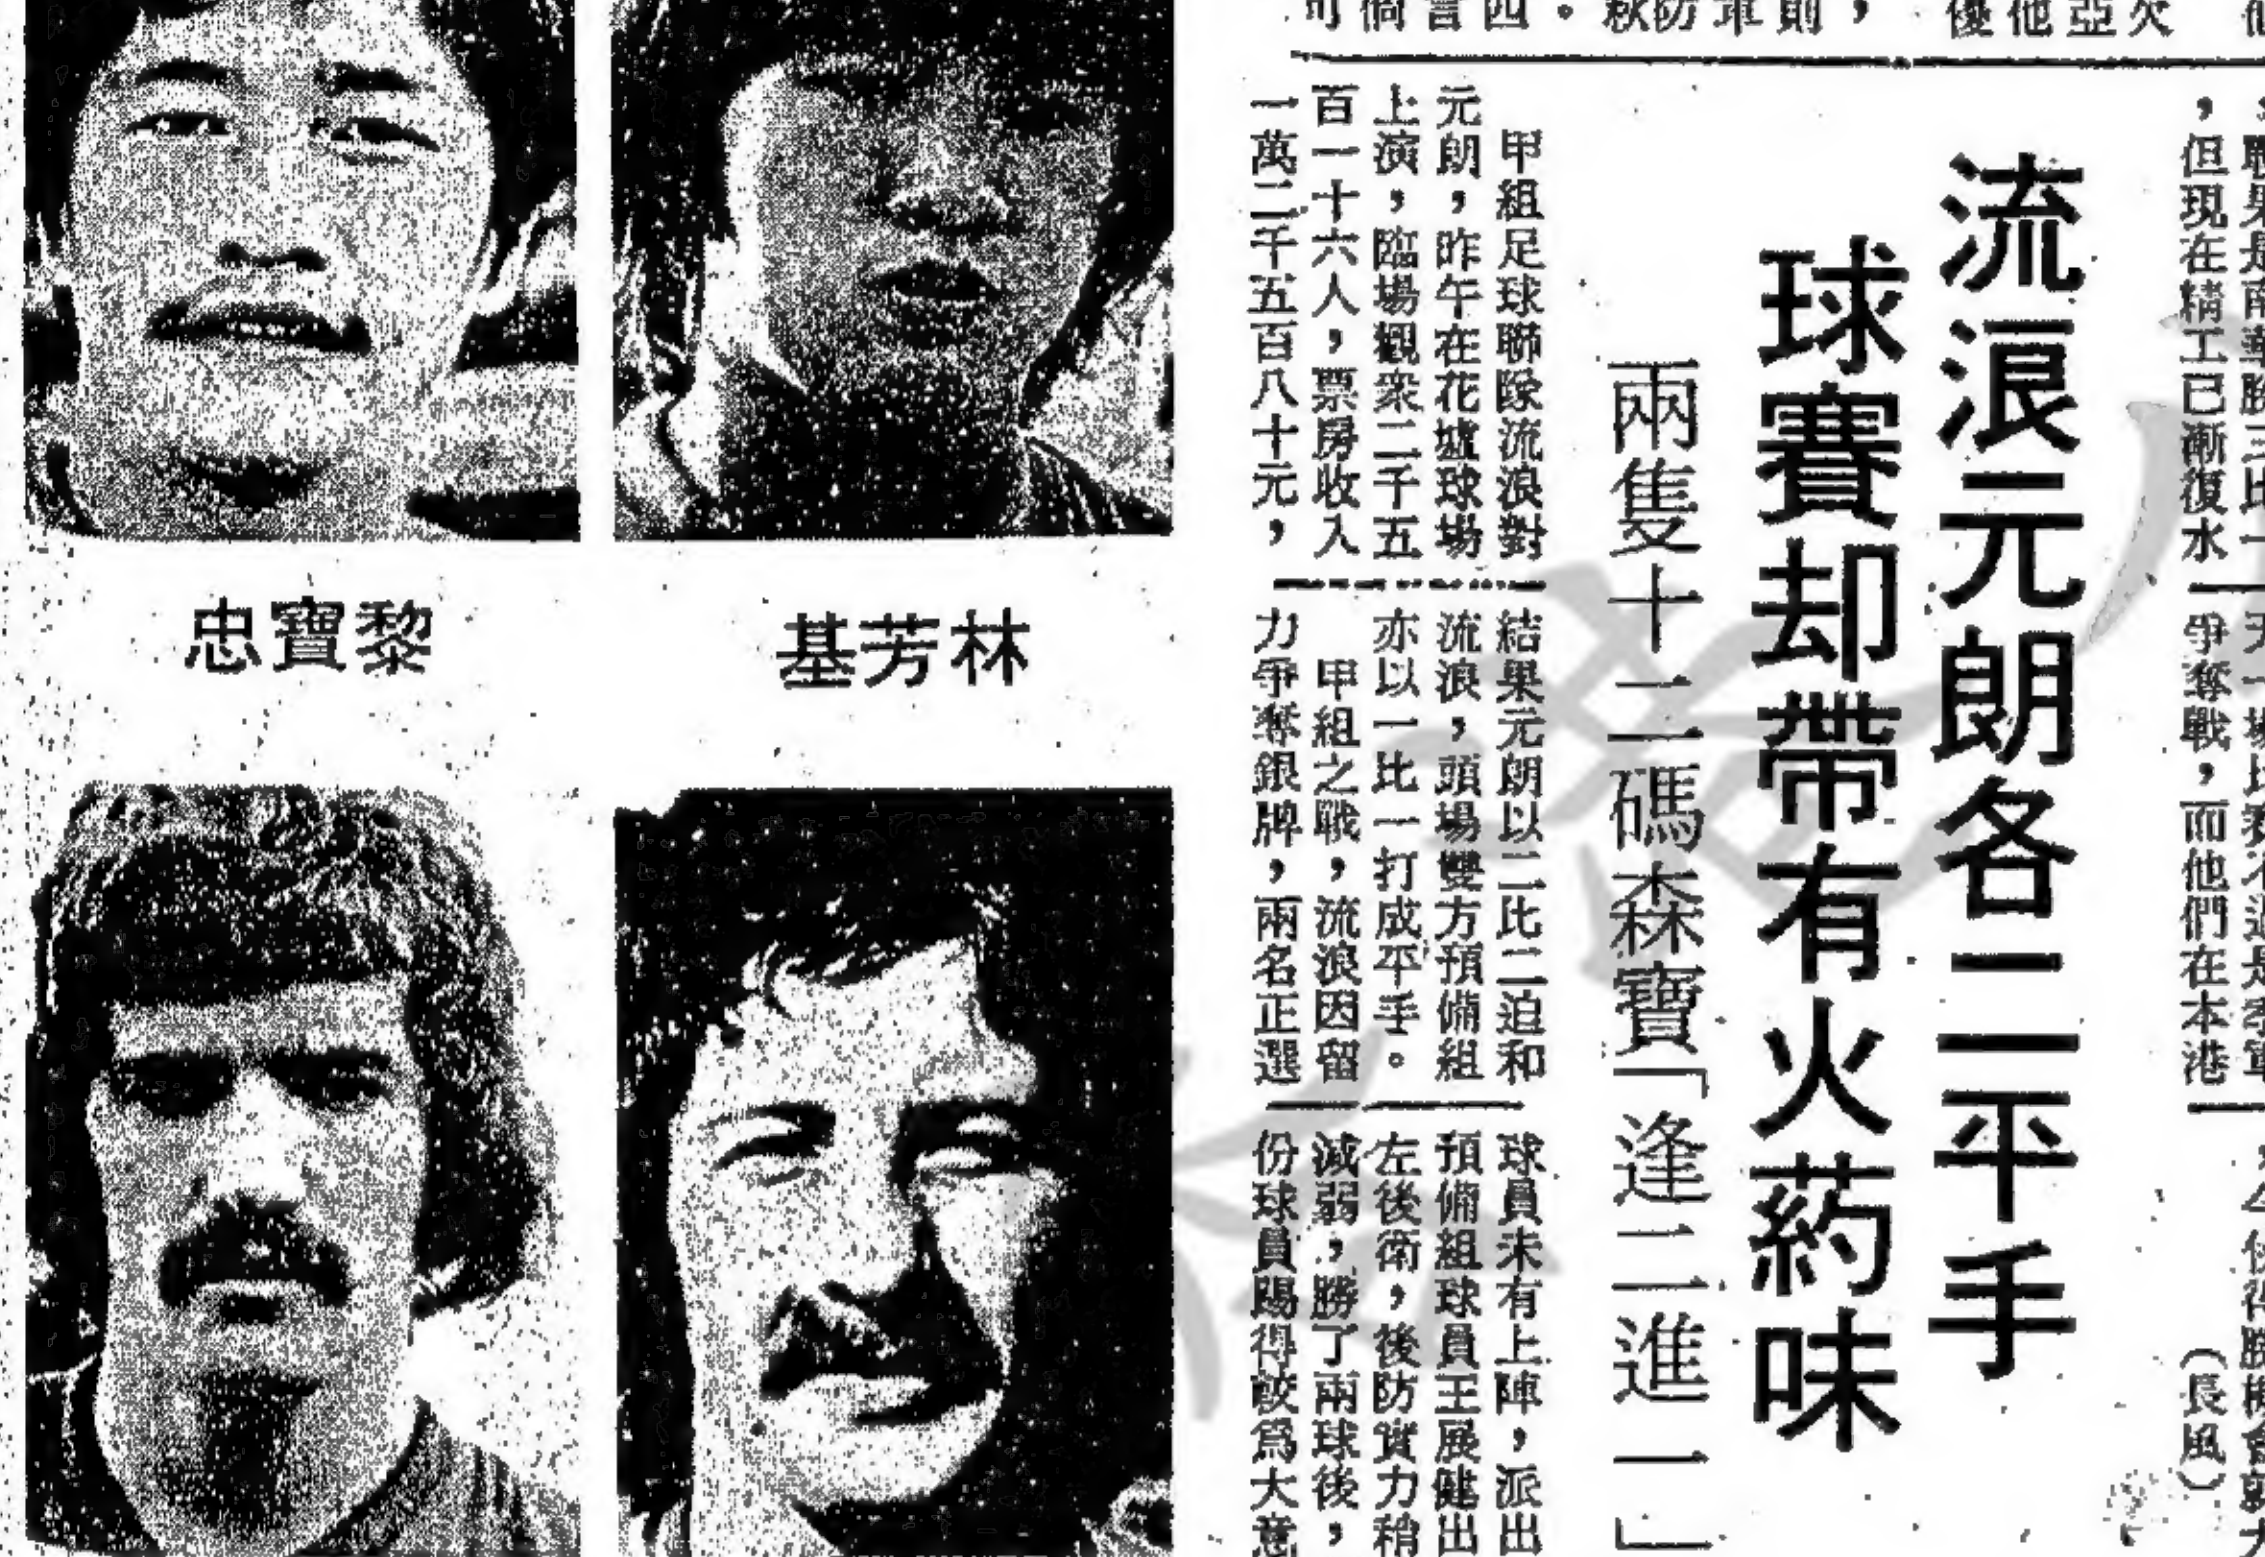 流浪元朗各二平手
球賽却帶有火药味
兩隻十二碼森寶「逢二進一」
甲組足球聯隊流浪對
元朗，昨午在花墟球場
上演，臨場觀衆二千五
百一十六人，票房收入
一萬二千五百八十元，
結果元朗以二比二迫和
流浪，頭場雙方預備組
亦以一比一打成平手。
甲組之戰，流浪因留
力爭奪銀牌，兩名正選
球員未有上陣，派出
預備組球員王展健出
左後衛，後防實力稍
減弱，勝了兩球後，
份球員踢得較爲大意
，但現在精工已漸復水
爭奪戰，而他們在本港
（長風）
林芳基
黎寶忠